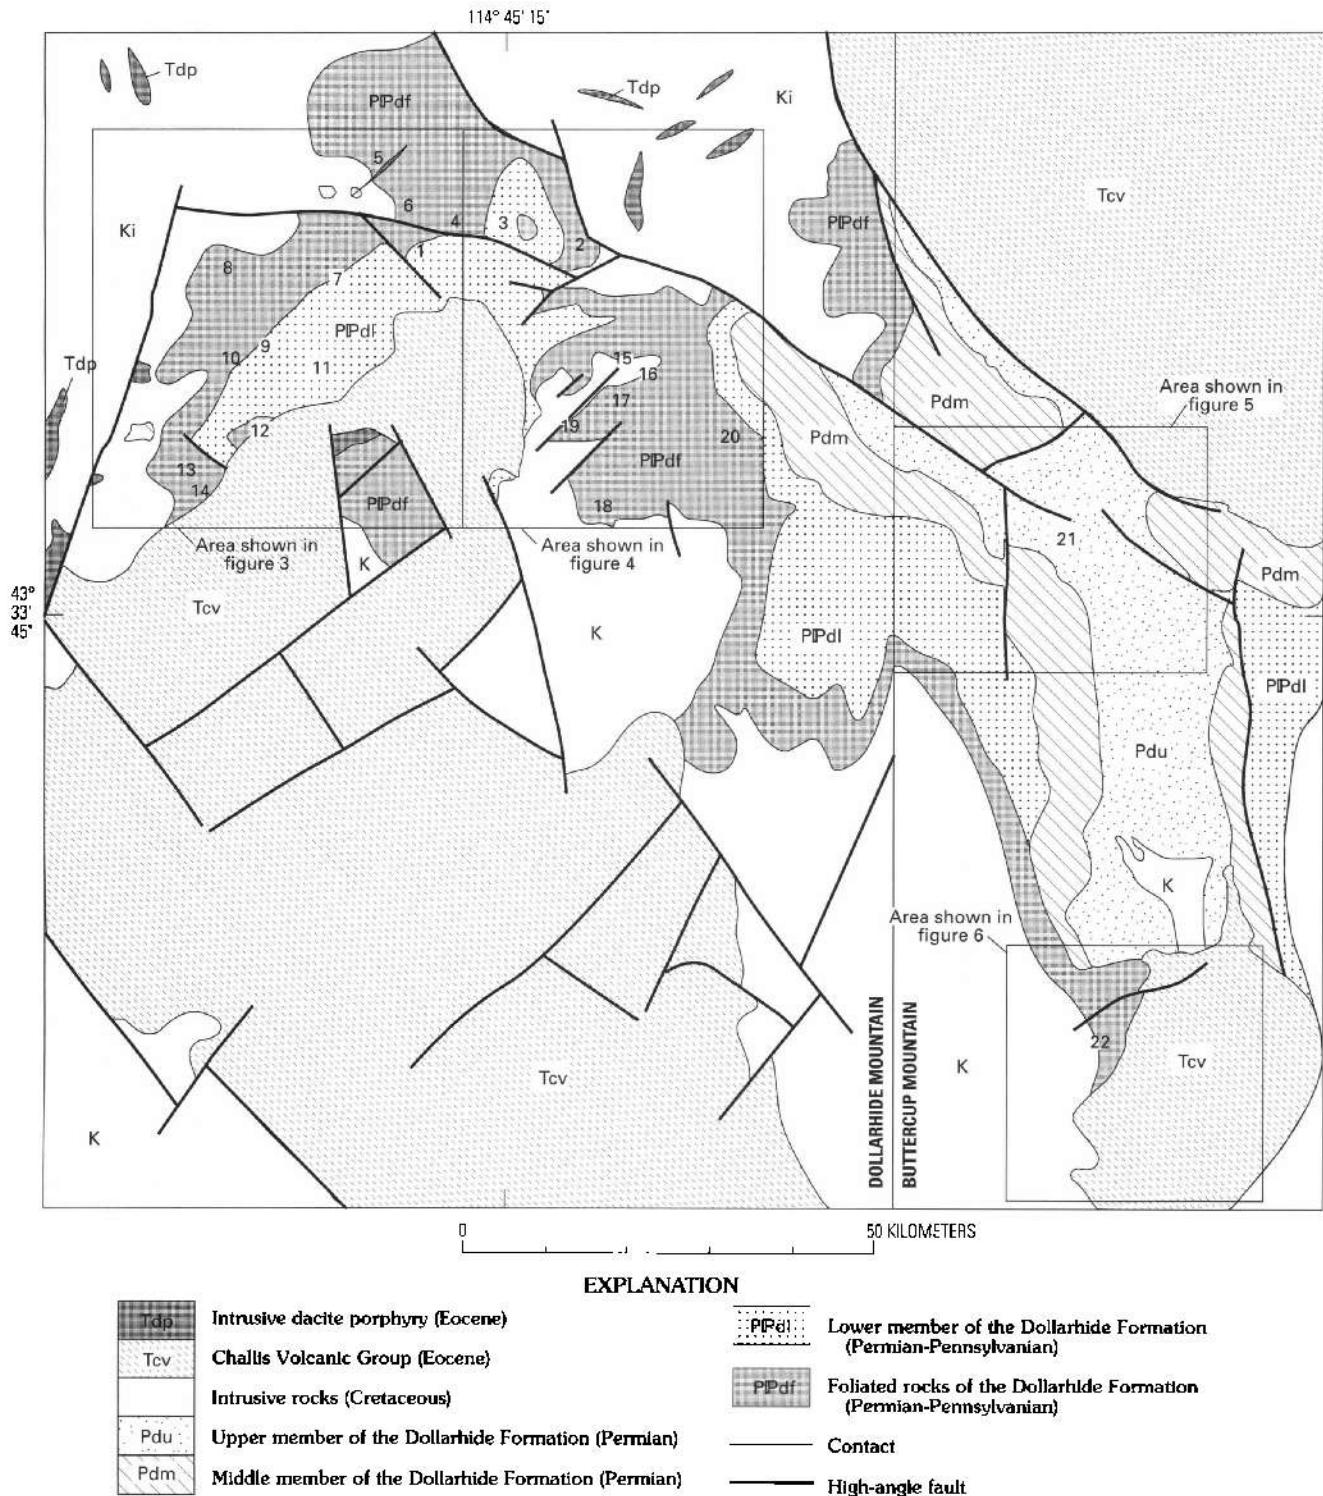 114° 45' 15"
Tdp
PIPdf
Tdp
Ki
Tcv
5
6
4
3
2
PIPdf
Ki
8
1
7
PIPdl
9
10
11
15
16
17
Tdp
Area shown in
figure 5
Pdm
12
19
20
Pdm
13
14
PIPdf
PIPdf
18
Area shown in
figure 3
K
Area shown in
figure 4
21
Pdm
43°
33'
45"
Tcv
K
PIPdl
PIPdl
Pdu
K
Area shown in
figure 6
22
Tcv
Tcv
K
K
DOLLARHIDE MOUNTAIN
BUTTERCUP MOUNTAIN
0
50 KILOMETERS
EXPLANATION
Tdp
Intrusive dacite porphyry (Eocene)
Tcv
Challis Volcanic Group (Eocene)
Intrusive rocks (Cretaceous)
Pdu
Upper member of the Dollarhide Formation (Permian)
Pdm
Middle member of the Dollarhide Formation (Permian)
PIPdl
Lower member of the Dollarhide Formation
(Permian-Pennsylvanian)
PIPdf
Foliated rocks of the Dollarhide Formation
(Permian-Pennsylvanian)
Contact
High-angle fault